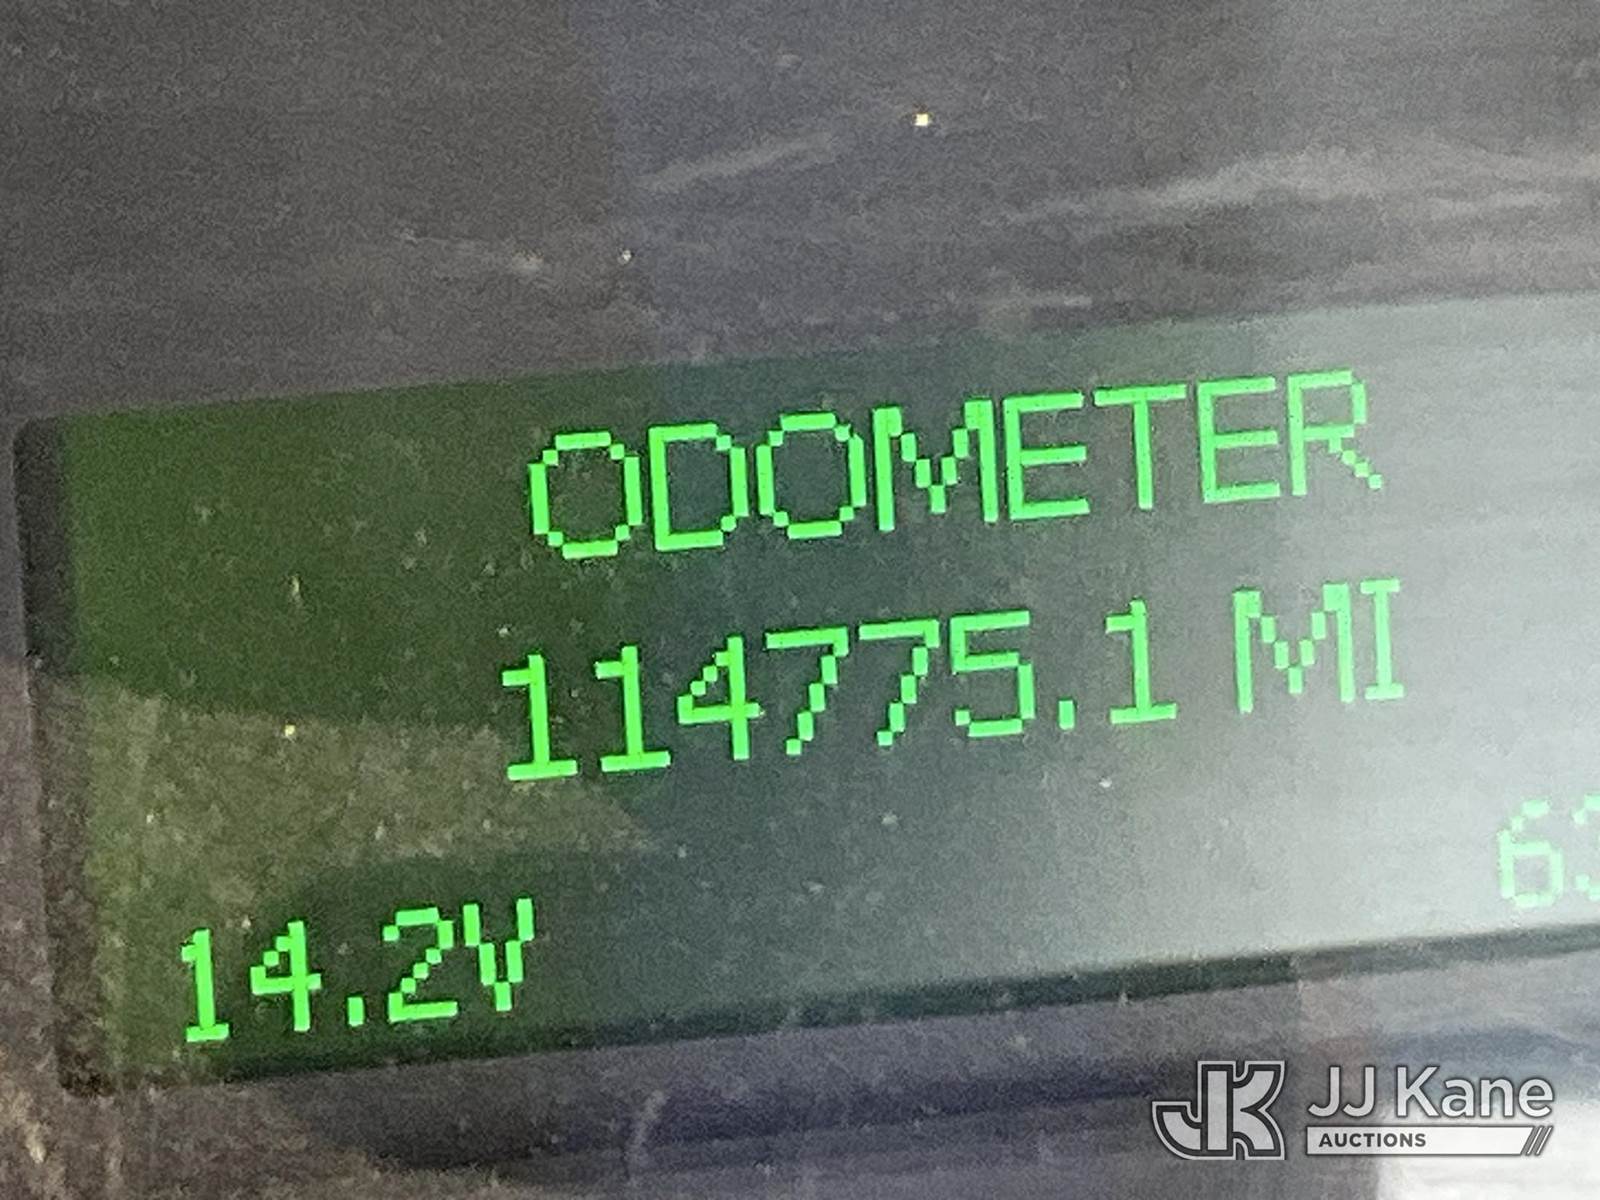 ODOMETER
114775.1 MI
14.2V
JJ Kane
AUCTIONS